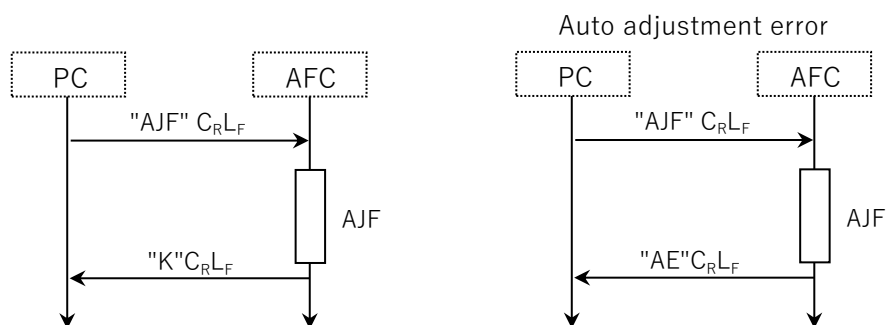 Auto adjustment error
PC
AFC
"AJF" CRLF
AJF
"K"CRLF
PC
AFC
"AJF" CRLF
AJF
"AE"CRLF